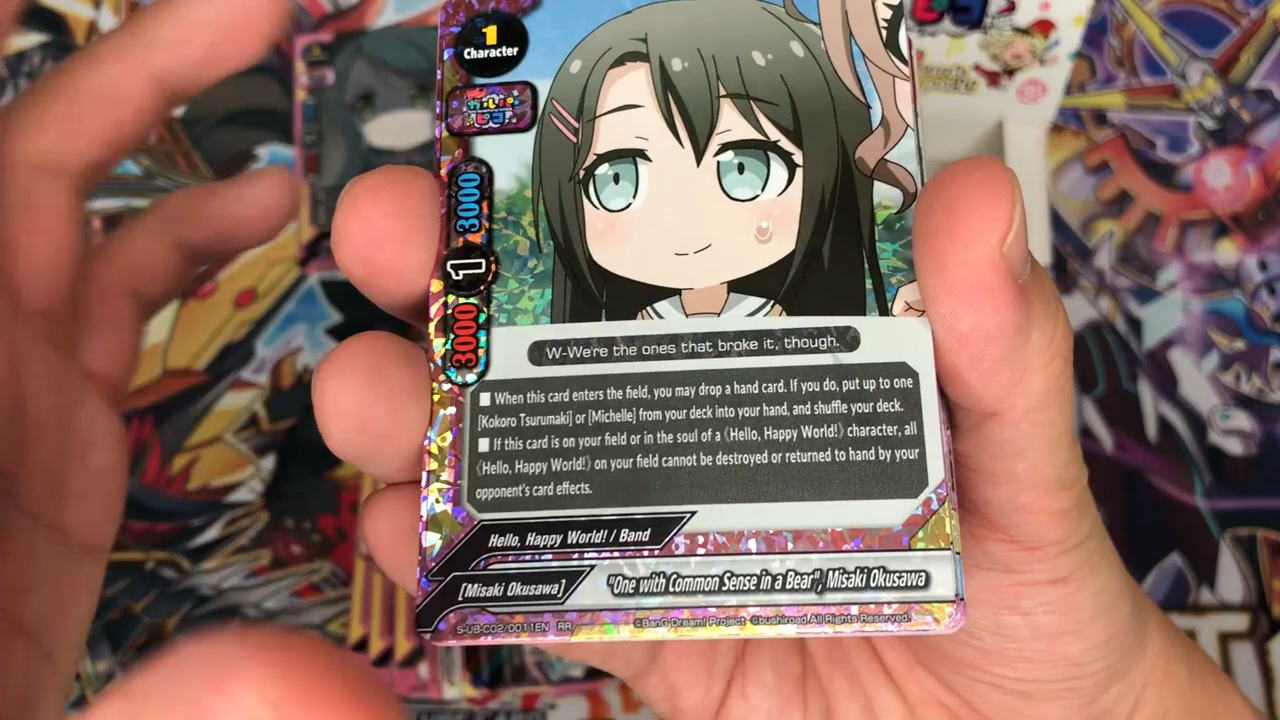 1
Character
ガルパ
ピコ
3000
1
3000
W-We're the ones that broke it, though.
■ When this card enters the field, you may drop a hand card. If you do, put up to one
[Kokoro Tsurumaki] or [Michelle] from your deck into your hand, and shuffle your deck.
■ If this card is on your field or in the soul of a《Hello, Happy World!》character, all
《Hello, Happy World!》on your field cannot be destroyed or returned to hand by your
opponent's card effects.
Hello, Happy World! / Band
[Misaki Okusawa]
"One with Common Sense in a Bear", Misaki Okusawa
S-UB-C02/0011EN RR
©BanG Dream! Project ©bushiroad All Rights Reserved.